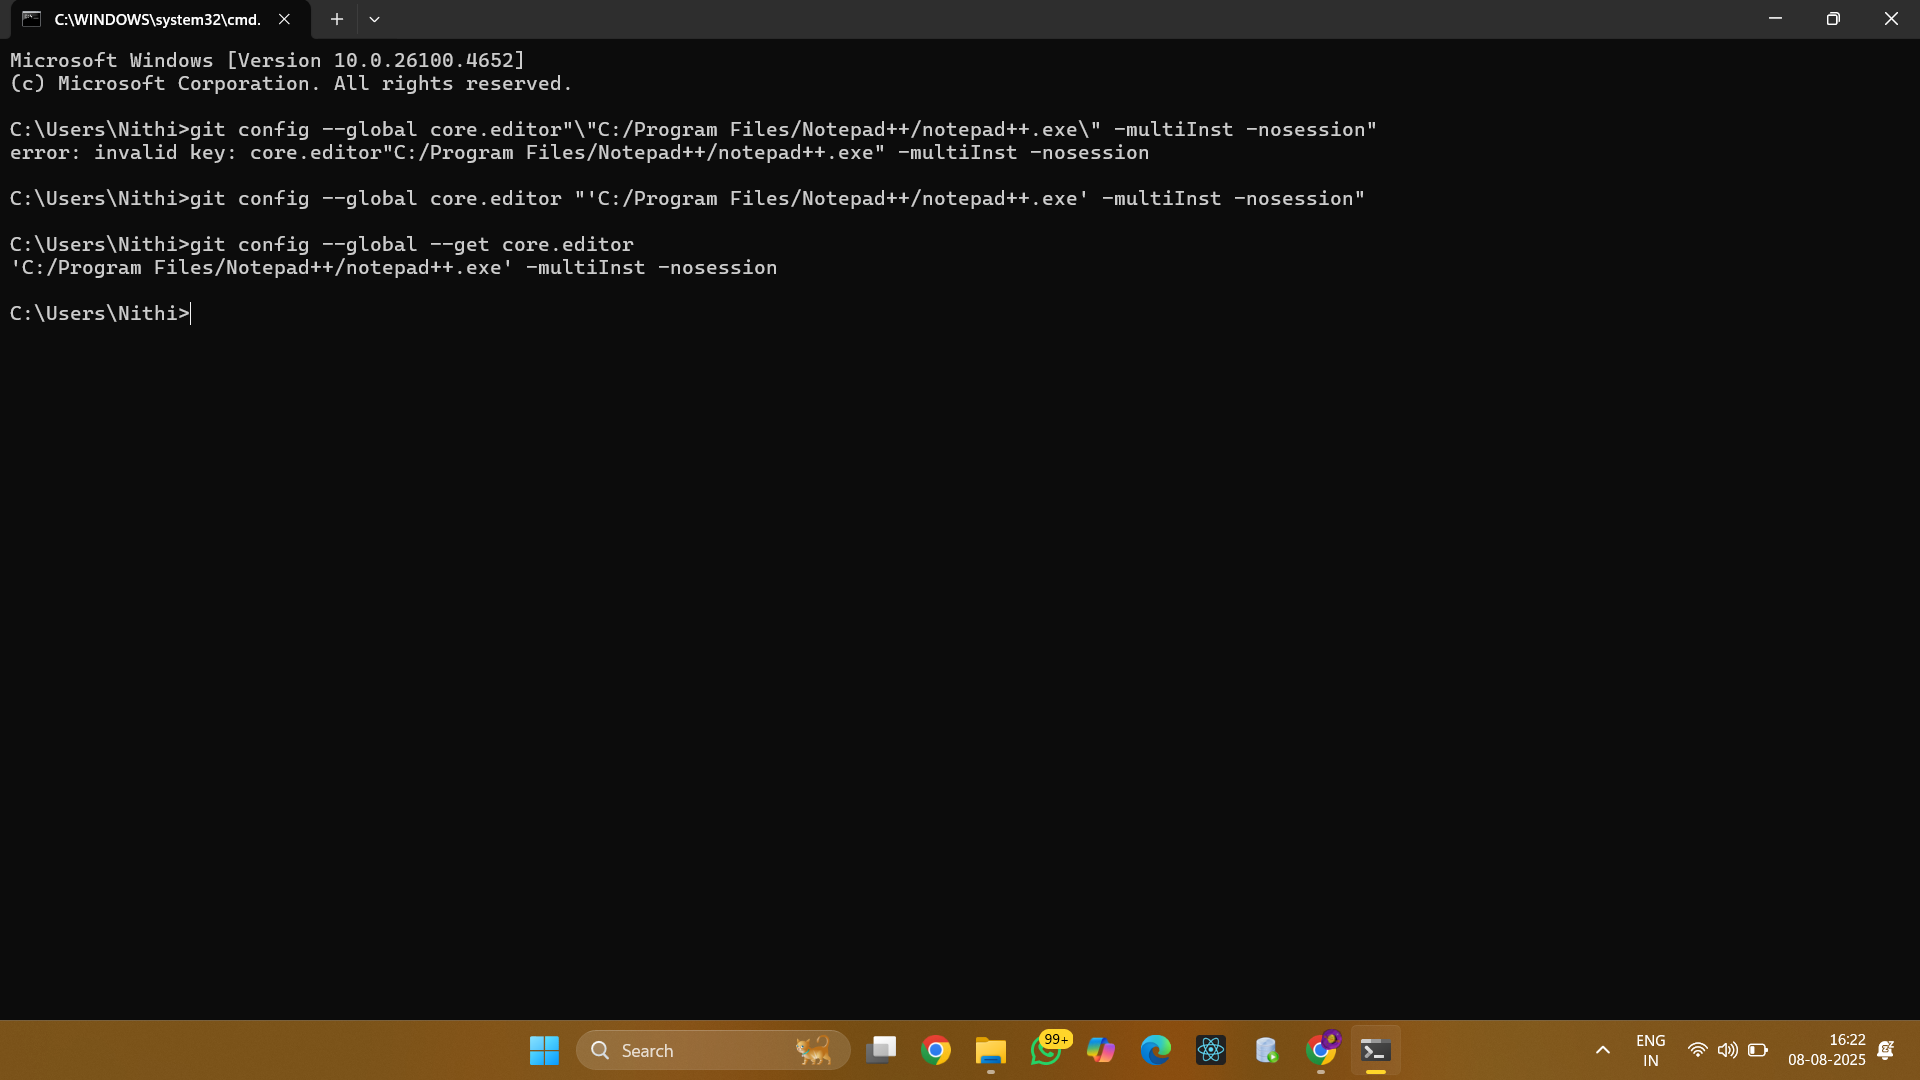 C:\WINDOWS\system32\cmd.
Microsoft Windows [Version 10.0.26100.4652]
(c) Microsoft Corporation. All rights reserved.
C:\Users\Nithi>git config --global core.editor"\"C:/Program Files/Notepad++/notepad++.exe\" -multiInst -nosession"
error: invalid key: core.editor"C:/Program Files/Notepad++/notepad++.exe" -multiInst -nosession
C:\Users\Nithi>git config --global core.editor "'C:/Program Files/Notepad++/notepad++.exe' -multiInst -nosession"
C:\Users\Nithi>git config --global --get core.editor
'C:/Program Files/Notepad++/notepad++.exe' -multiInst -nosession
C:\Users\Nithi>
Search
99+
ENG
IN
16:22
08-08-2025